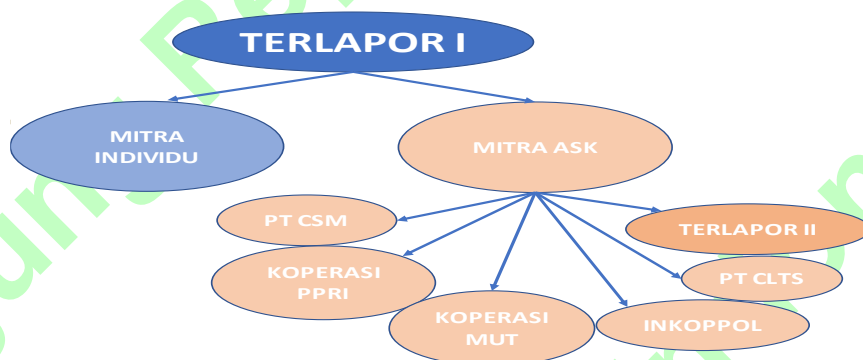 TERLAPOR I
MITRA
INDIVIDU
MITRA ASK
PT CSM
TERLAPOR II
KOPERASI
PPRI
PT CLTS
KOPERASI
MUT
INKOPPOL